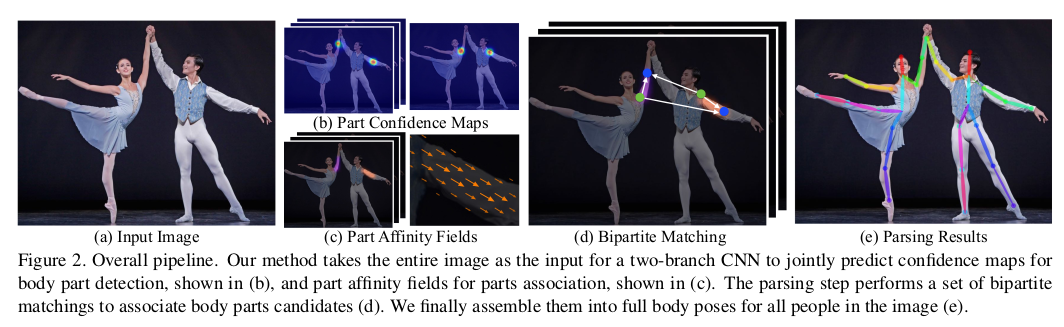 (b) Part Confidence Maps
(a) Input Image
(c) Part Affinity Fields
(d) Bipartite Matching
(e) Parsing Results
Figure 2. Overall pipeline. Our method takes the entire image as the input for a two-branch CNN to jointly predict confidence maps for
body part detection, shown in (b), and part affinity fields for parts association, shown in (c). The parsing step performs a set of bipartite
matchings to associate body parts candidates (d). We finally assemble them into full body poses for all people in the image (e).